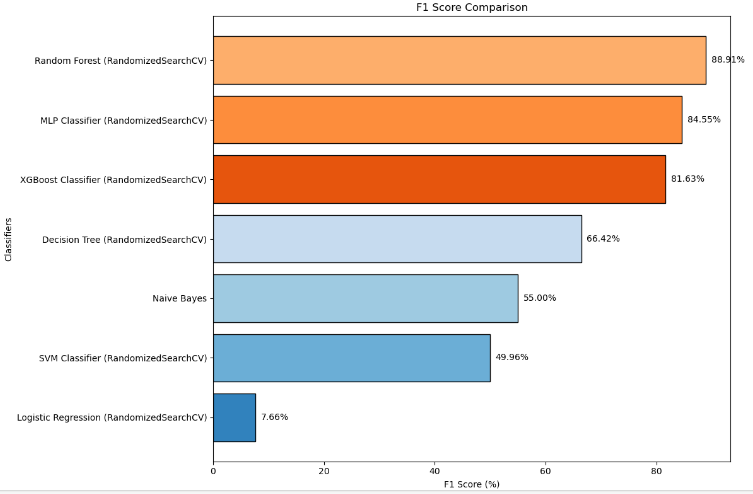 F1 Score Comparison
Random Forest (RandomizedSearchCV)
88.91%
MLP Classifier (RandomizedSearchCV)
84.55%
XGBoost Classifier (RandomizedSearchCV)
81.63%
Decision Tree (RandomizedSearchCV)
66.42%
Naive Bayes
55.00%
SVM Classifier (RandomizedSearchCV)
49.96%
Logistic Regression (RandomizedSearchCV)
7.66%
Classifiers
0 20 40 60 80
F1 Score (%)